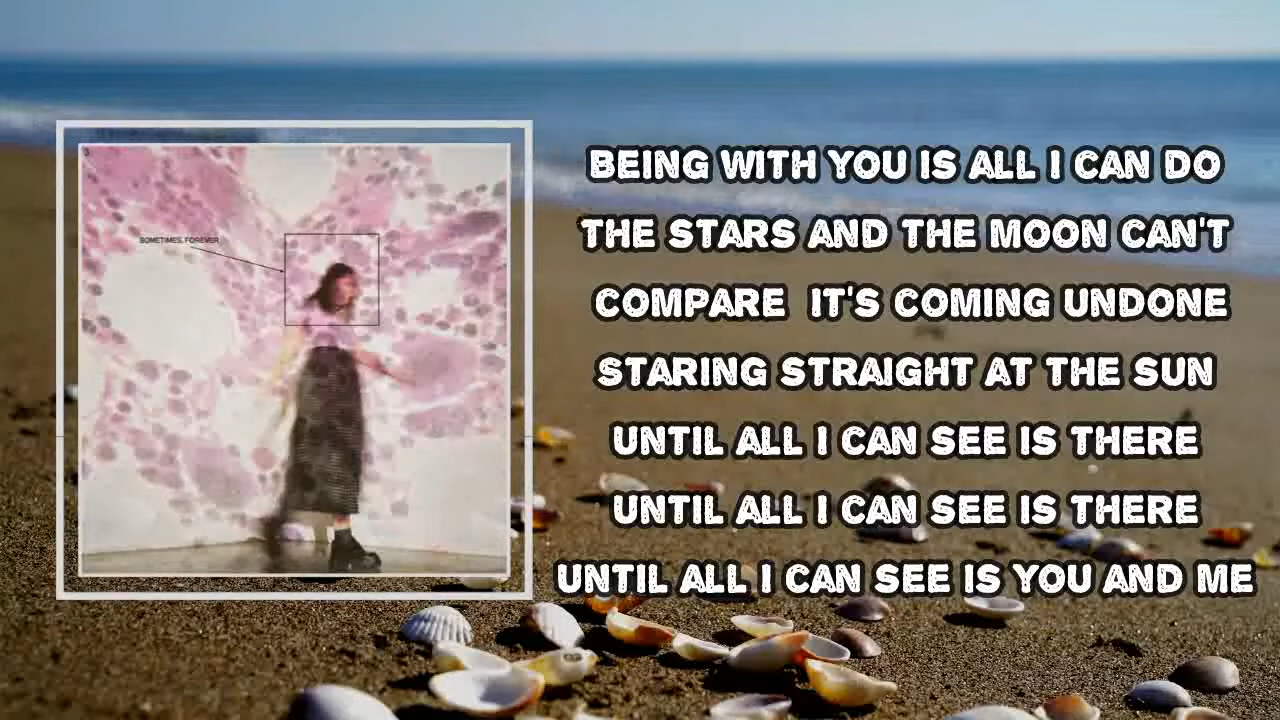 SOMETIMES, FOREVER
BEING WITH YOU IS ALL I CAN DO
THE STARS AND THE MOON CAN'T
COMPARE IT'S COMING UNDONE
STARING STRAIGHT AT THE SUN
UNTIL ALL I CAN SEE IS THERE
UNTIL ALL I CAN SEE IS THERE
UNTIL ALL I CAN SEE IS YOU AND ME